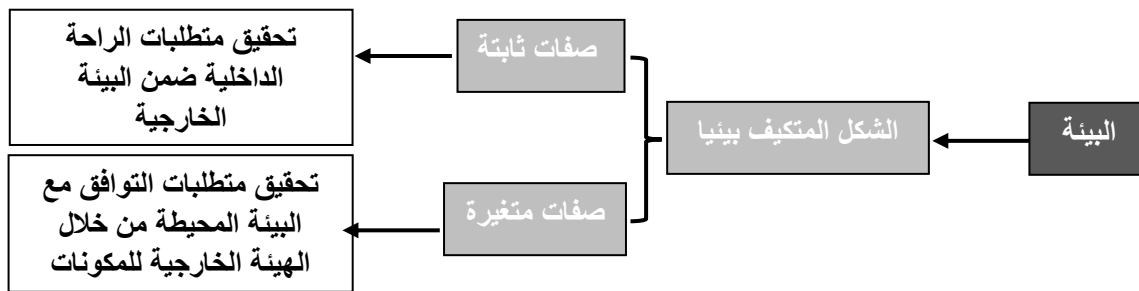 البيئة
الشكل المتكيف بيئيا
صفات ثابتة
تحقيق متطلبات الراحة
الداخلية ضمن البيئة
الخارجية
صفات متغيرة
تحقيق متطلبات التوافق مع
البيئة المحيطة من خلال
الهيئة الخارجية للمكونات